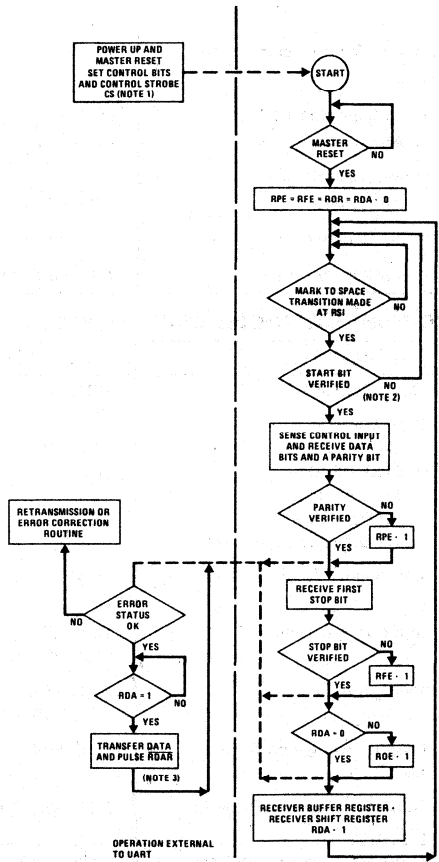 POWER UP AND
MASTER RESET
SET CONTROL BITS
AND CONTROL STROBE
CS (NOTE 1)
START
MASTER
RESET
NO
YES
RPE = RFE = ROR = RDA - 0
MARK TO SPACE
TRANSITION MADE
AT RSI
NO
YES
START BIT
VERIFIED
NO
(NOTE 2)
YES
SENSE CONTROL INPUT
AND RECEIVE DATA
BITS AND A PARITY BIT
PARITY
VERIFIED
NO
RPE - 1
YES
RETRANSMISSION OR
ERROR CORRECTION
ROUTINE
RECEIVE FIRST
STOP BIT
ERROR
STATUS
OK
NO
YES
STOP BIT
VERIFIED
NO
RFE - 1
YES
RDA = 1
NO
YES
RDA - 0
NO
ROE - 1
YES
TRANSFER DATA
AND PULSE RDAR
(NOTE 3)
RECEIVER BUFFER REGISTER -
RECEIVER SHIFT REGISTER
RDA - 1
OPERATION EXTERNAL
TO UART